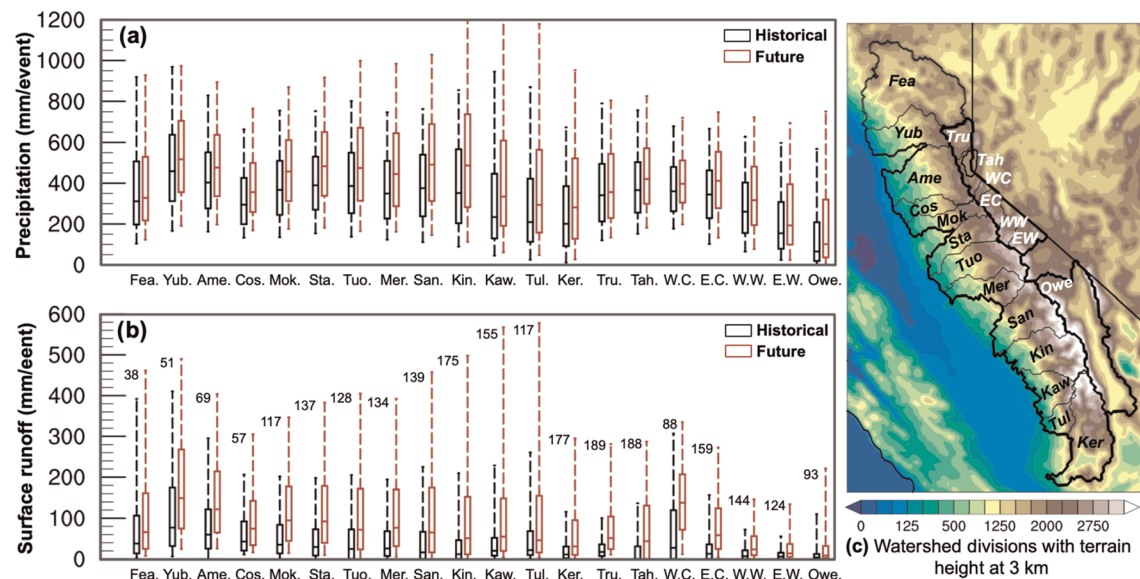 (a)
Precipitation (mm/event)
1200
1000
800
600
400
200
0
Historical
Future
Fea. Yub. Ame. Cos. Mok. Sta. Tuo. Mer. San. Kin. Kaw. Tul. Ker. Tru. Tah. W.C. E.C. W.W. E.W. Owe.
(b)
Surface runoff (mm/eent)
600
500
400
300
200
100
0
Historical
Future
38 51 69 57 117 137 128 134 139 175 155 117 177 189 188 88 159 144 124 93
Fea. Yub. Ame. Cos. Mok. Sta. Tuo. Mer. San. Kin. Kaw. Tul. Ker. Tru. Tah. W.C. E.C. W.W. E.W. Owe.
Fea
Yub
Tru
Tah
Ame
WC
EC
Cos
Mok
WW
Sta
EW
Tuo
Mer
Owe
San
Kin
Kaw
Tul
Ker
0 125 500 1250 2000 2750
(c) Watershed divisions with terrain
height at 3 km